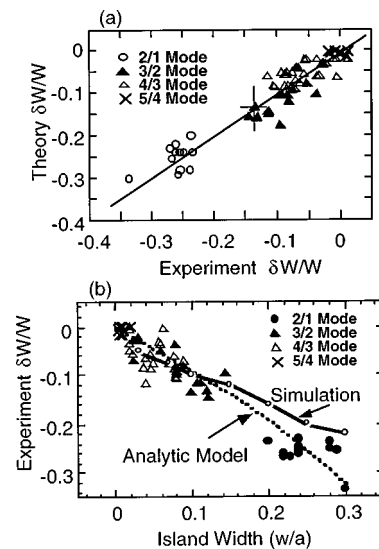 (a)
2/1 Mode
3/2 Mode
4/3 Mode
5/4 Mode
0
-0.1
-0.2
-0.3
-0.4
Theory δW/W
-0.4 -0.3 -0.2 -0.1 0
Experiment δW/W
(b)
2/1 Mode
3/2 Mode
4/3 Mode
5/4 Mode
0
-0.1
-0.2
-0.3
Experiment δW/W
Simulation
Analytic Model
0.0 0.1 0.2 0.3
Island Width (w/a)